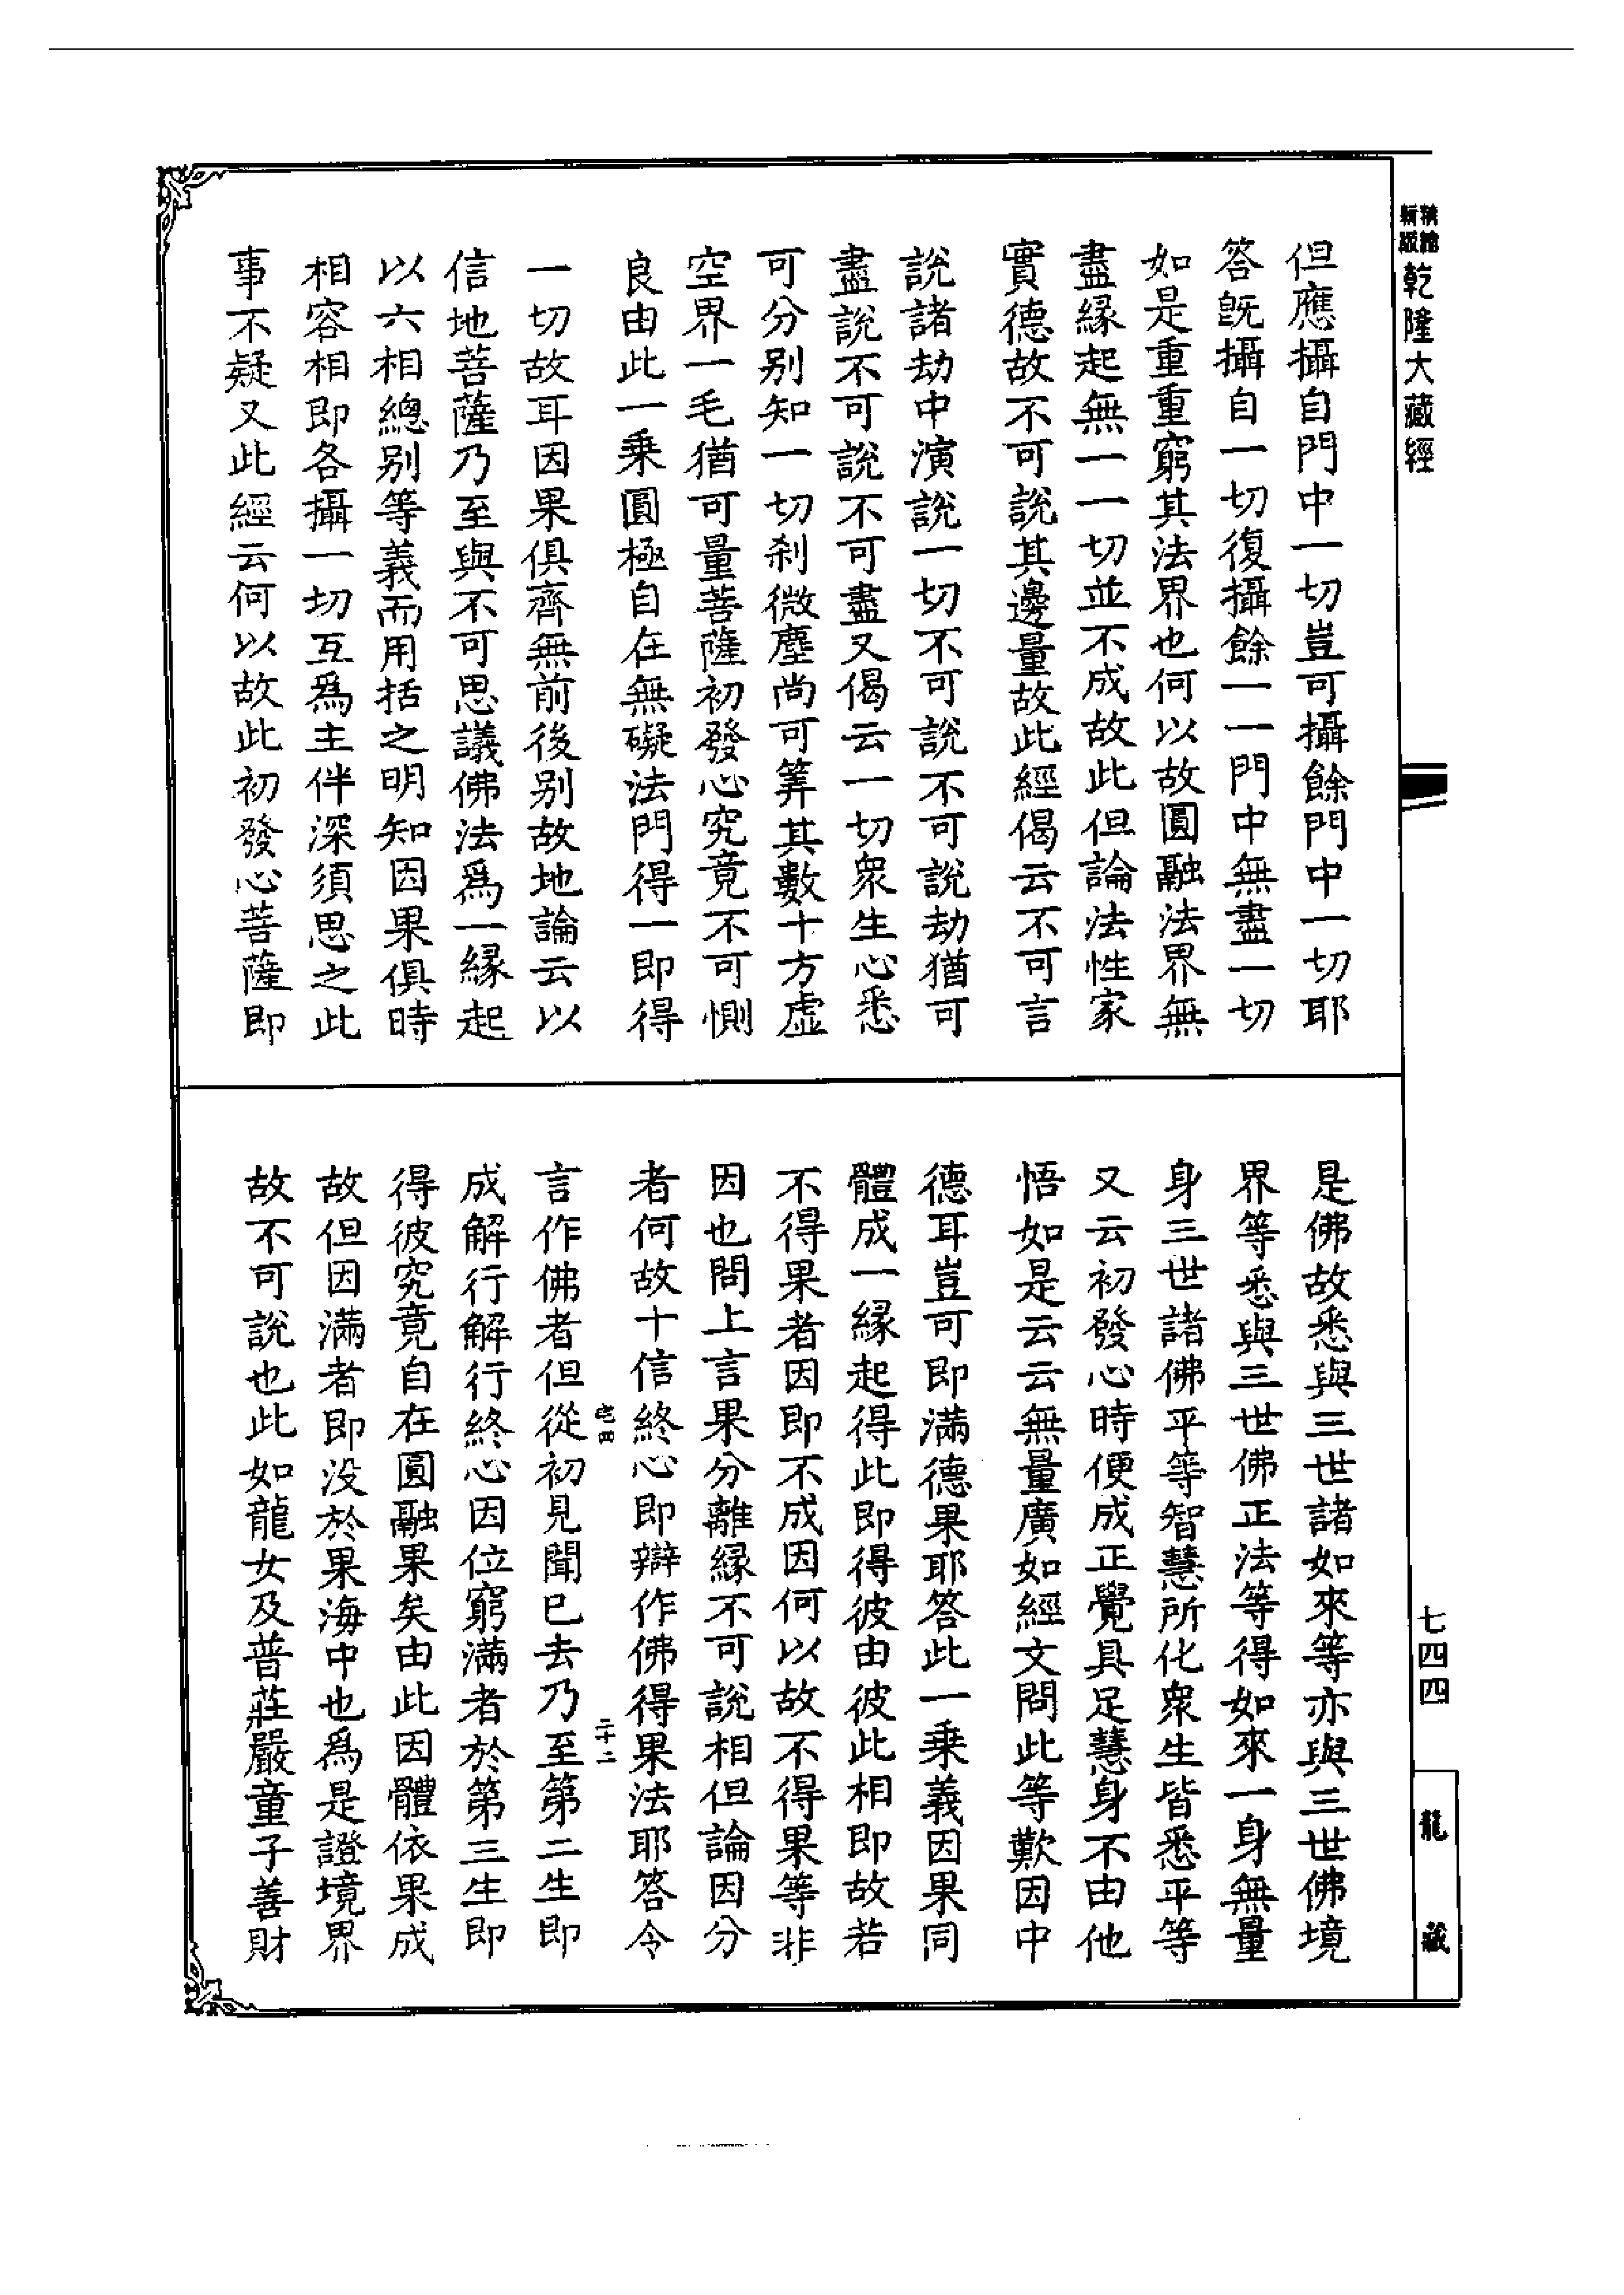 精繕
新版
乾隆大藏經
但應攝自門中一切豈可攝餘門中一切耶
答既攝自一切復攝餘一一門中無盡一切
如是重重窮其法界也何以故圓融法界無
盡緣起無一一切並不成故此但論法性家
實德故不可說其邊量故此經偈云不可言
說諸劫中演說一切不可說不可說劫猶可
盡說不可說不可盡又偈云一切眾生心悉
可分別知一切刹微塵尚可筭其數十方虛
空界一毛猶可量菩薩初發心究竟不可惻
良由此一乗圓極自在無礙法門得一即得
一切故耳因果俱齊無前後別故地論云以
信地菩薩乃至與不可思議佛法爲一緣起
以六相總別等義而用括之明知因果俱時
相容相即各攝一切互爲主伴深須思之此
事不疑又此經云何以故此初發心菩薩即
是佛故悉與三世諸如來等亦與三世佛境
界等悉與三世佛正法等得如來一身無量
身三世諸佛平等智慧所化眾生皆悉平等
又云初發心時便成正覺具足慧身不由他
悟如是云云無量廣如經文問此等歎因中
德耳豈可即滿德果耶答此一乗義因果同
體成一緣起得此即得彼由彼此相即故若
不得果者因即不成因何以故不得果等非
因也問上言果分離緣不可說相但論因分
者何故十信終心即辯作佛得果法耶答今
宅四
二十二
言作佛者但從初見聞已去乃至第二生即
成解行解行終心因位窮滿者於第三生即
得彼究竟自在圓融果矣由此因體依果成
故但因滿者即没於果海中也爲是證境界
故不可說也此如龍女及普莊嚴童子善財
七四四
龍藏